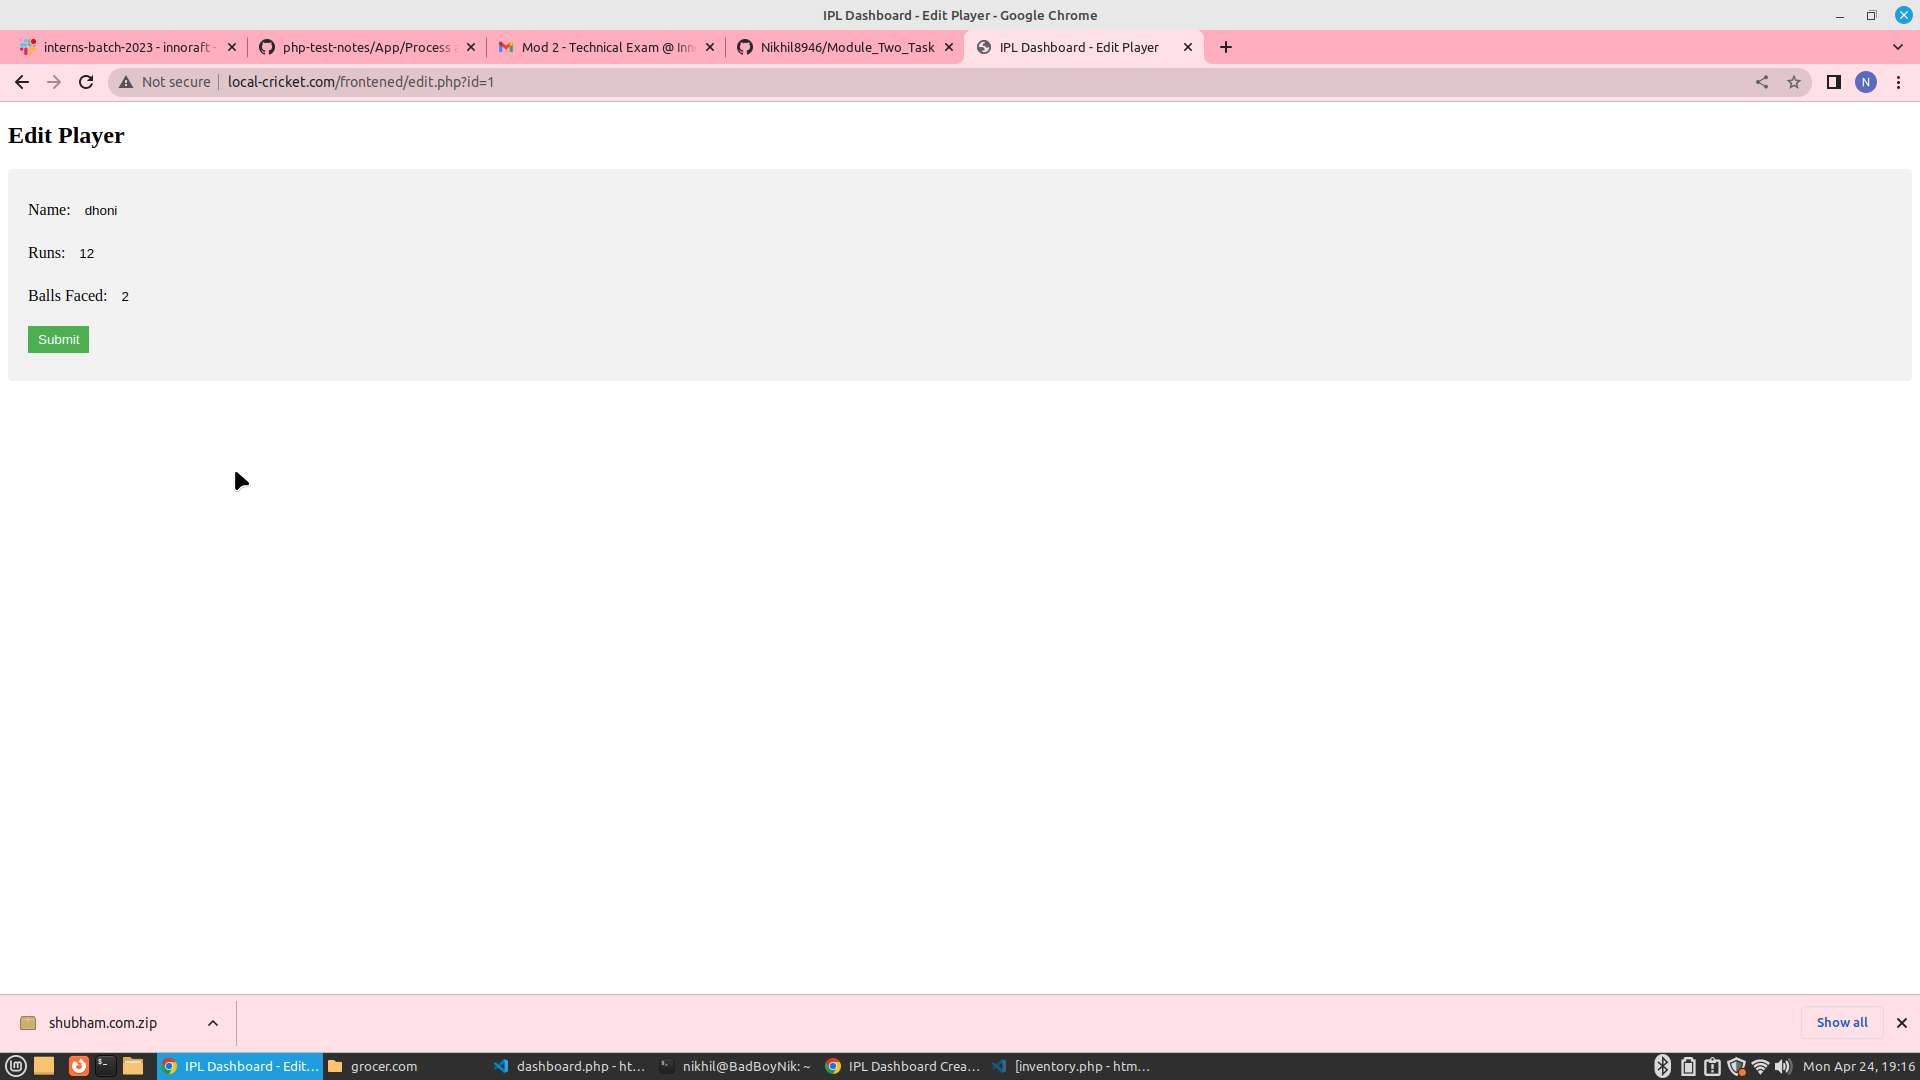 IPL Dashboard - Edit Player - Google Chrome
interns-batch-2023 - innoraft -
php-test-notes/App/Process
Mod 2 - Technical Exam @ Inn
Nikhil8946/Module_Two_Task
IPL Dashboard - Edit Player
Not secure
local-cricket.com/frontened/edit.php?id=1
N
Edit Player
Name: dhoni
Runs: 12
Balls Faced: 2
Submit
shubham.com.zip
Show all
IPL Dashboard - Edit...
grocer.com
dashboard.php - ht...
nikhil@BadBoyNik: ~
IPL Dashboard Crea...
[inventory.php - htm...
Mon Apr 24, 19:16